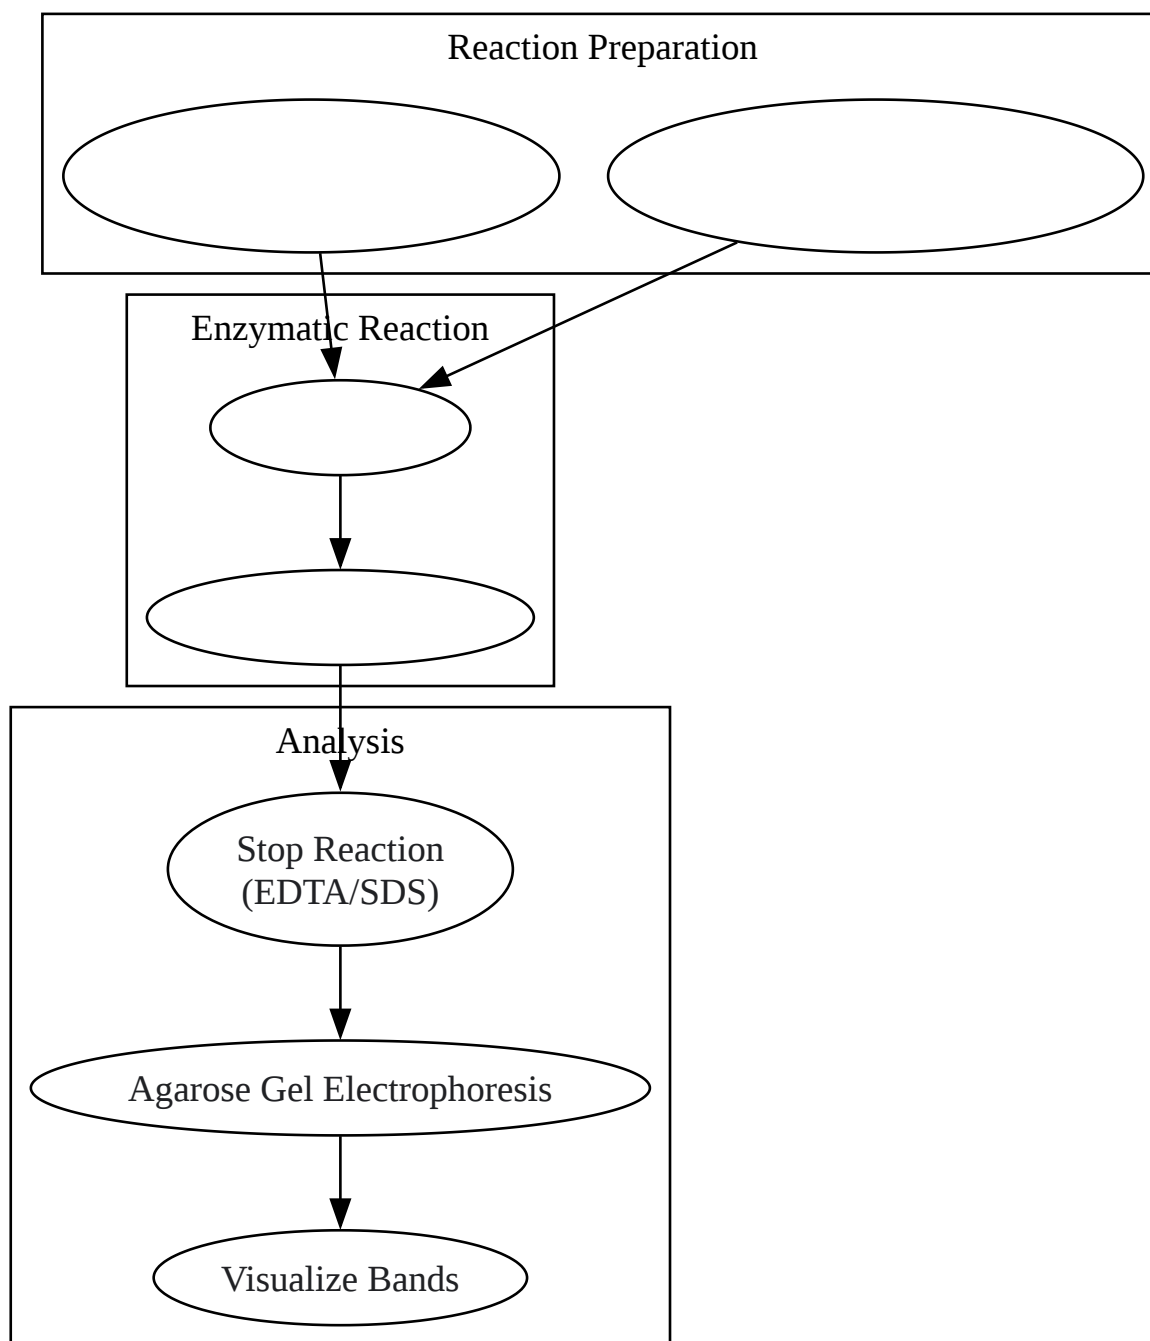 Reaction Preparation
Enzymatic Reaction
Analysis
Stop Reaction
(EDTA/SDS)
Agarose Gel Electrophoresis
Visualize Bands